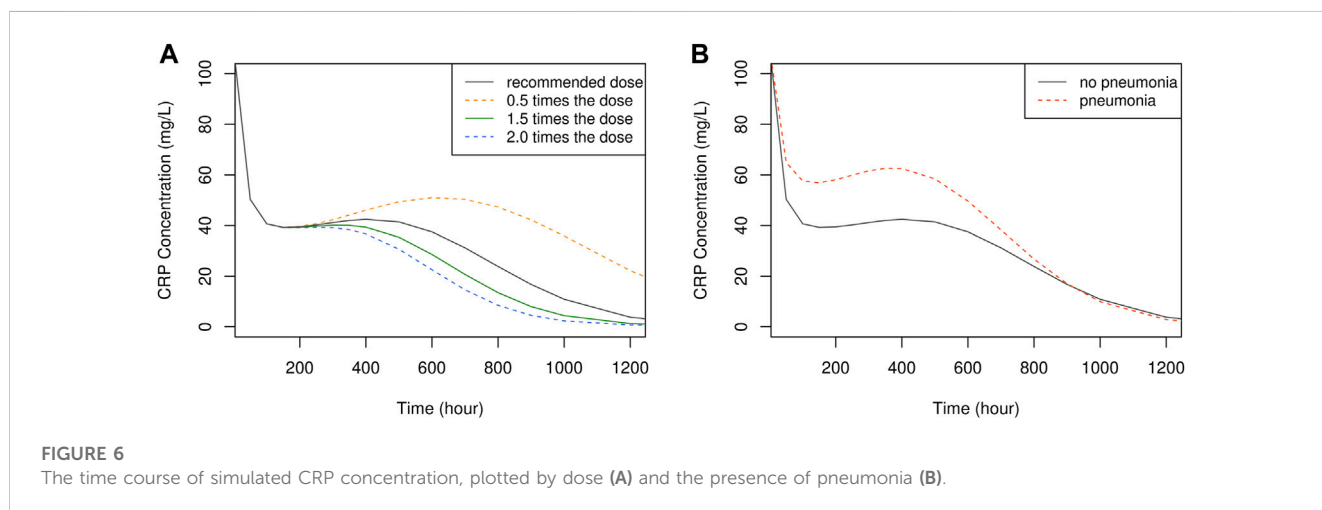 A
CRP Concentration (mg/L)
100
80
60
40
20
0
recommended dose
0.5 times the dose
1.5 times the dose
2.0 times the dose
200 400 600 800 1000 1200
Time (hour)
B
CRP Concentration (mg/L)
100
80
60
40
20
0
no pneumonia
pneumonia
200 400 600 800 1000 1200
Time (hour)
FIGURE 6
The time course of simulated CRP concentration, plotted by dose (A) and the presence of pneumonia (B).